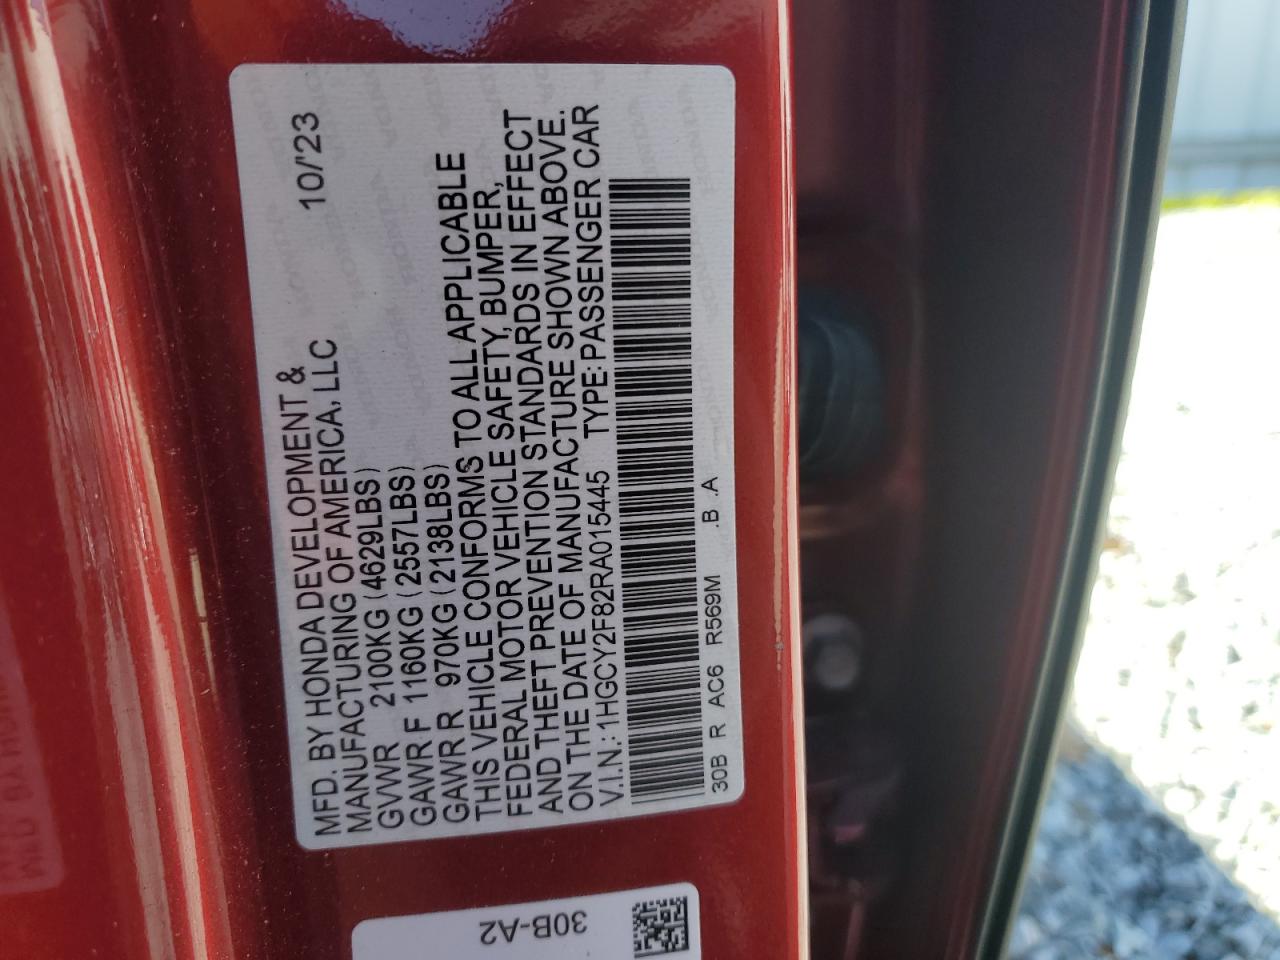 MFD. BY HONDA DEVELOPMENT & 10/'23
MANUFACTURING OF AMERICA, LLC
GVWR 2100KG (4629LBS)
GAWR F 1160KG (2557LBS)
GAWR R 970KG (2138LBS)
THIS VEHICLE CONFORMS TO ALL APPLICABLE
FEDERAL MOTOR VEHICLE SAFETY, BUMPER,
AND THEFT PREVENTION STANDARDS IN EFFECT
ON THE DATE OF MANUFACTURE SHOWN ABOVE.
V.I.N.: 1HGCY2F82RA015445 TYPE: PASSENGER CAR
30B R AC6 R569M .B .A
30B-A2